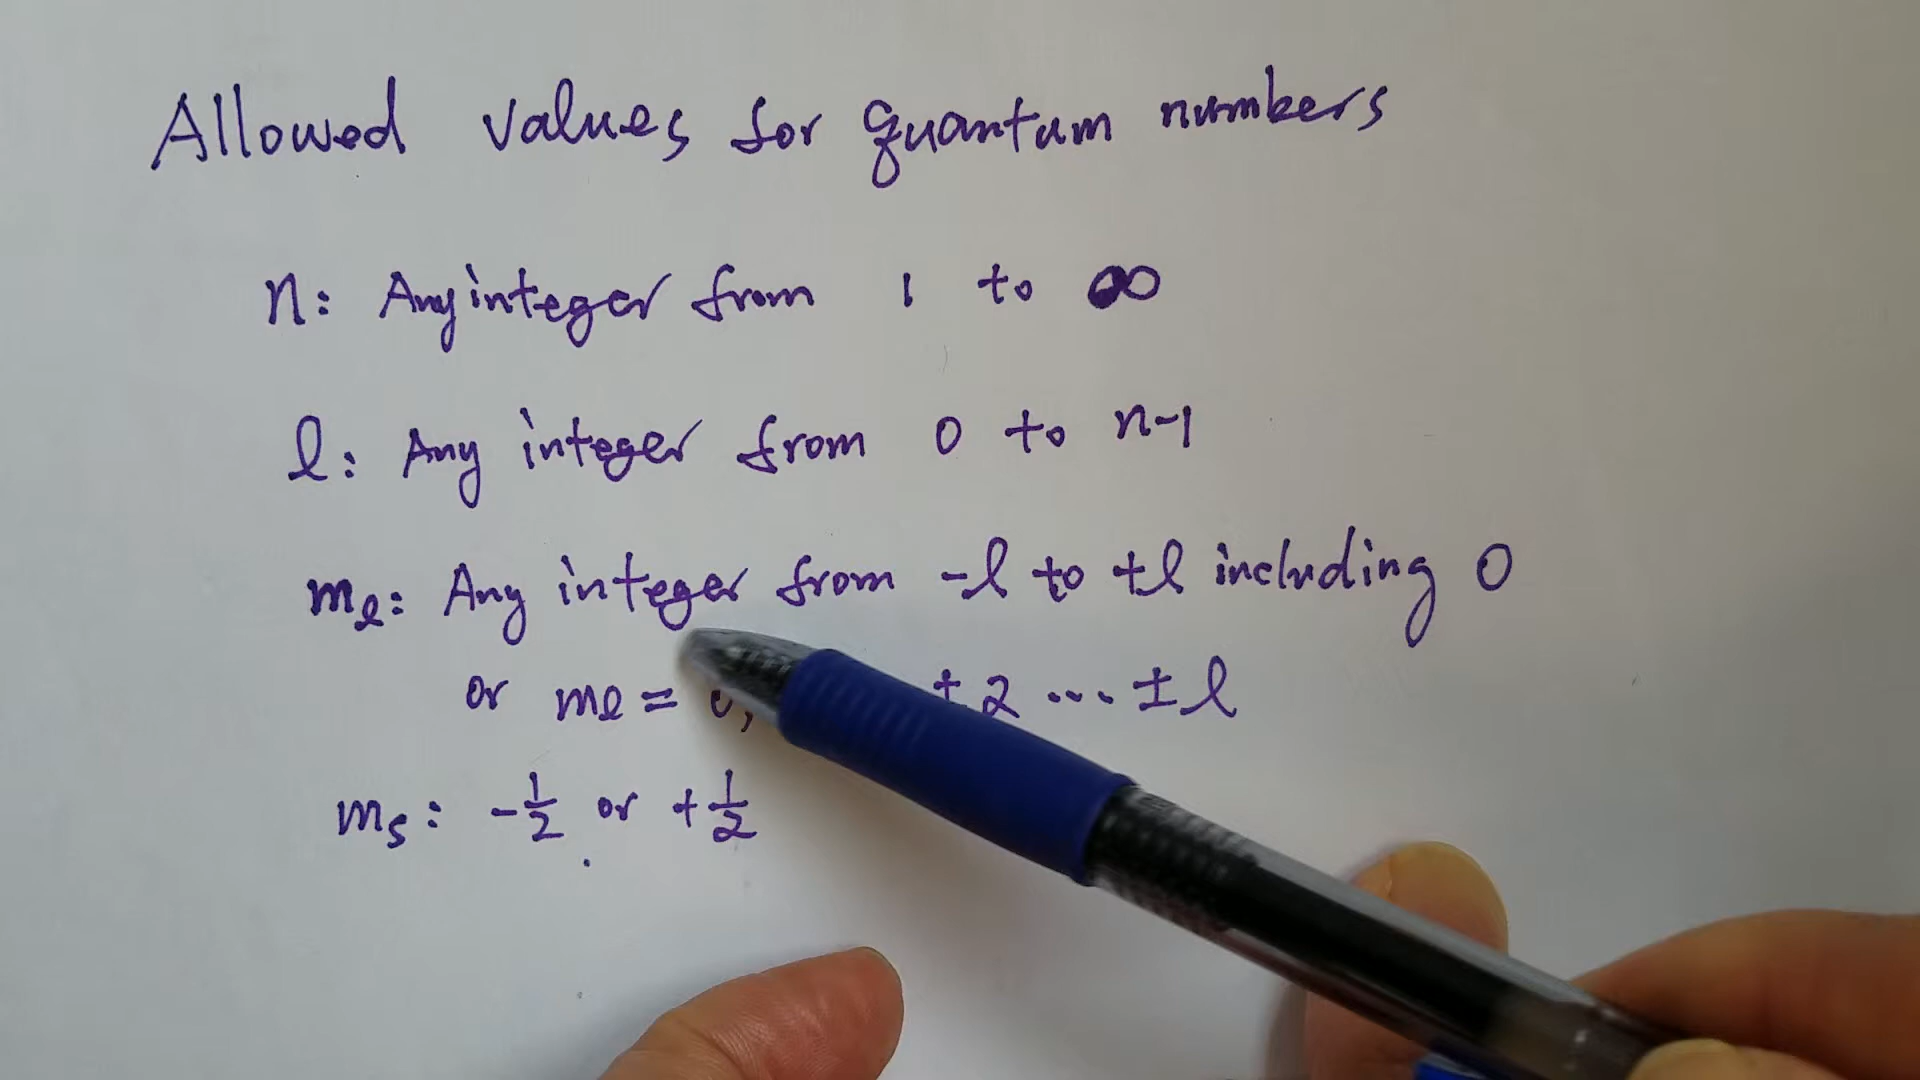 Allowed values for quantum numbers
n: Any integer from 1 to ∞
l: Any integer from 0 to n-1
ml: Any integer from -l to +l including 0
or ml = 0, ± 2 ... ± l
ms: -1/2 or +1/2